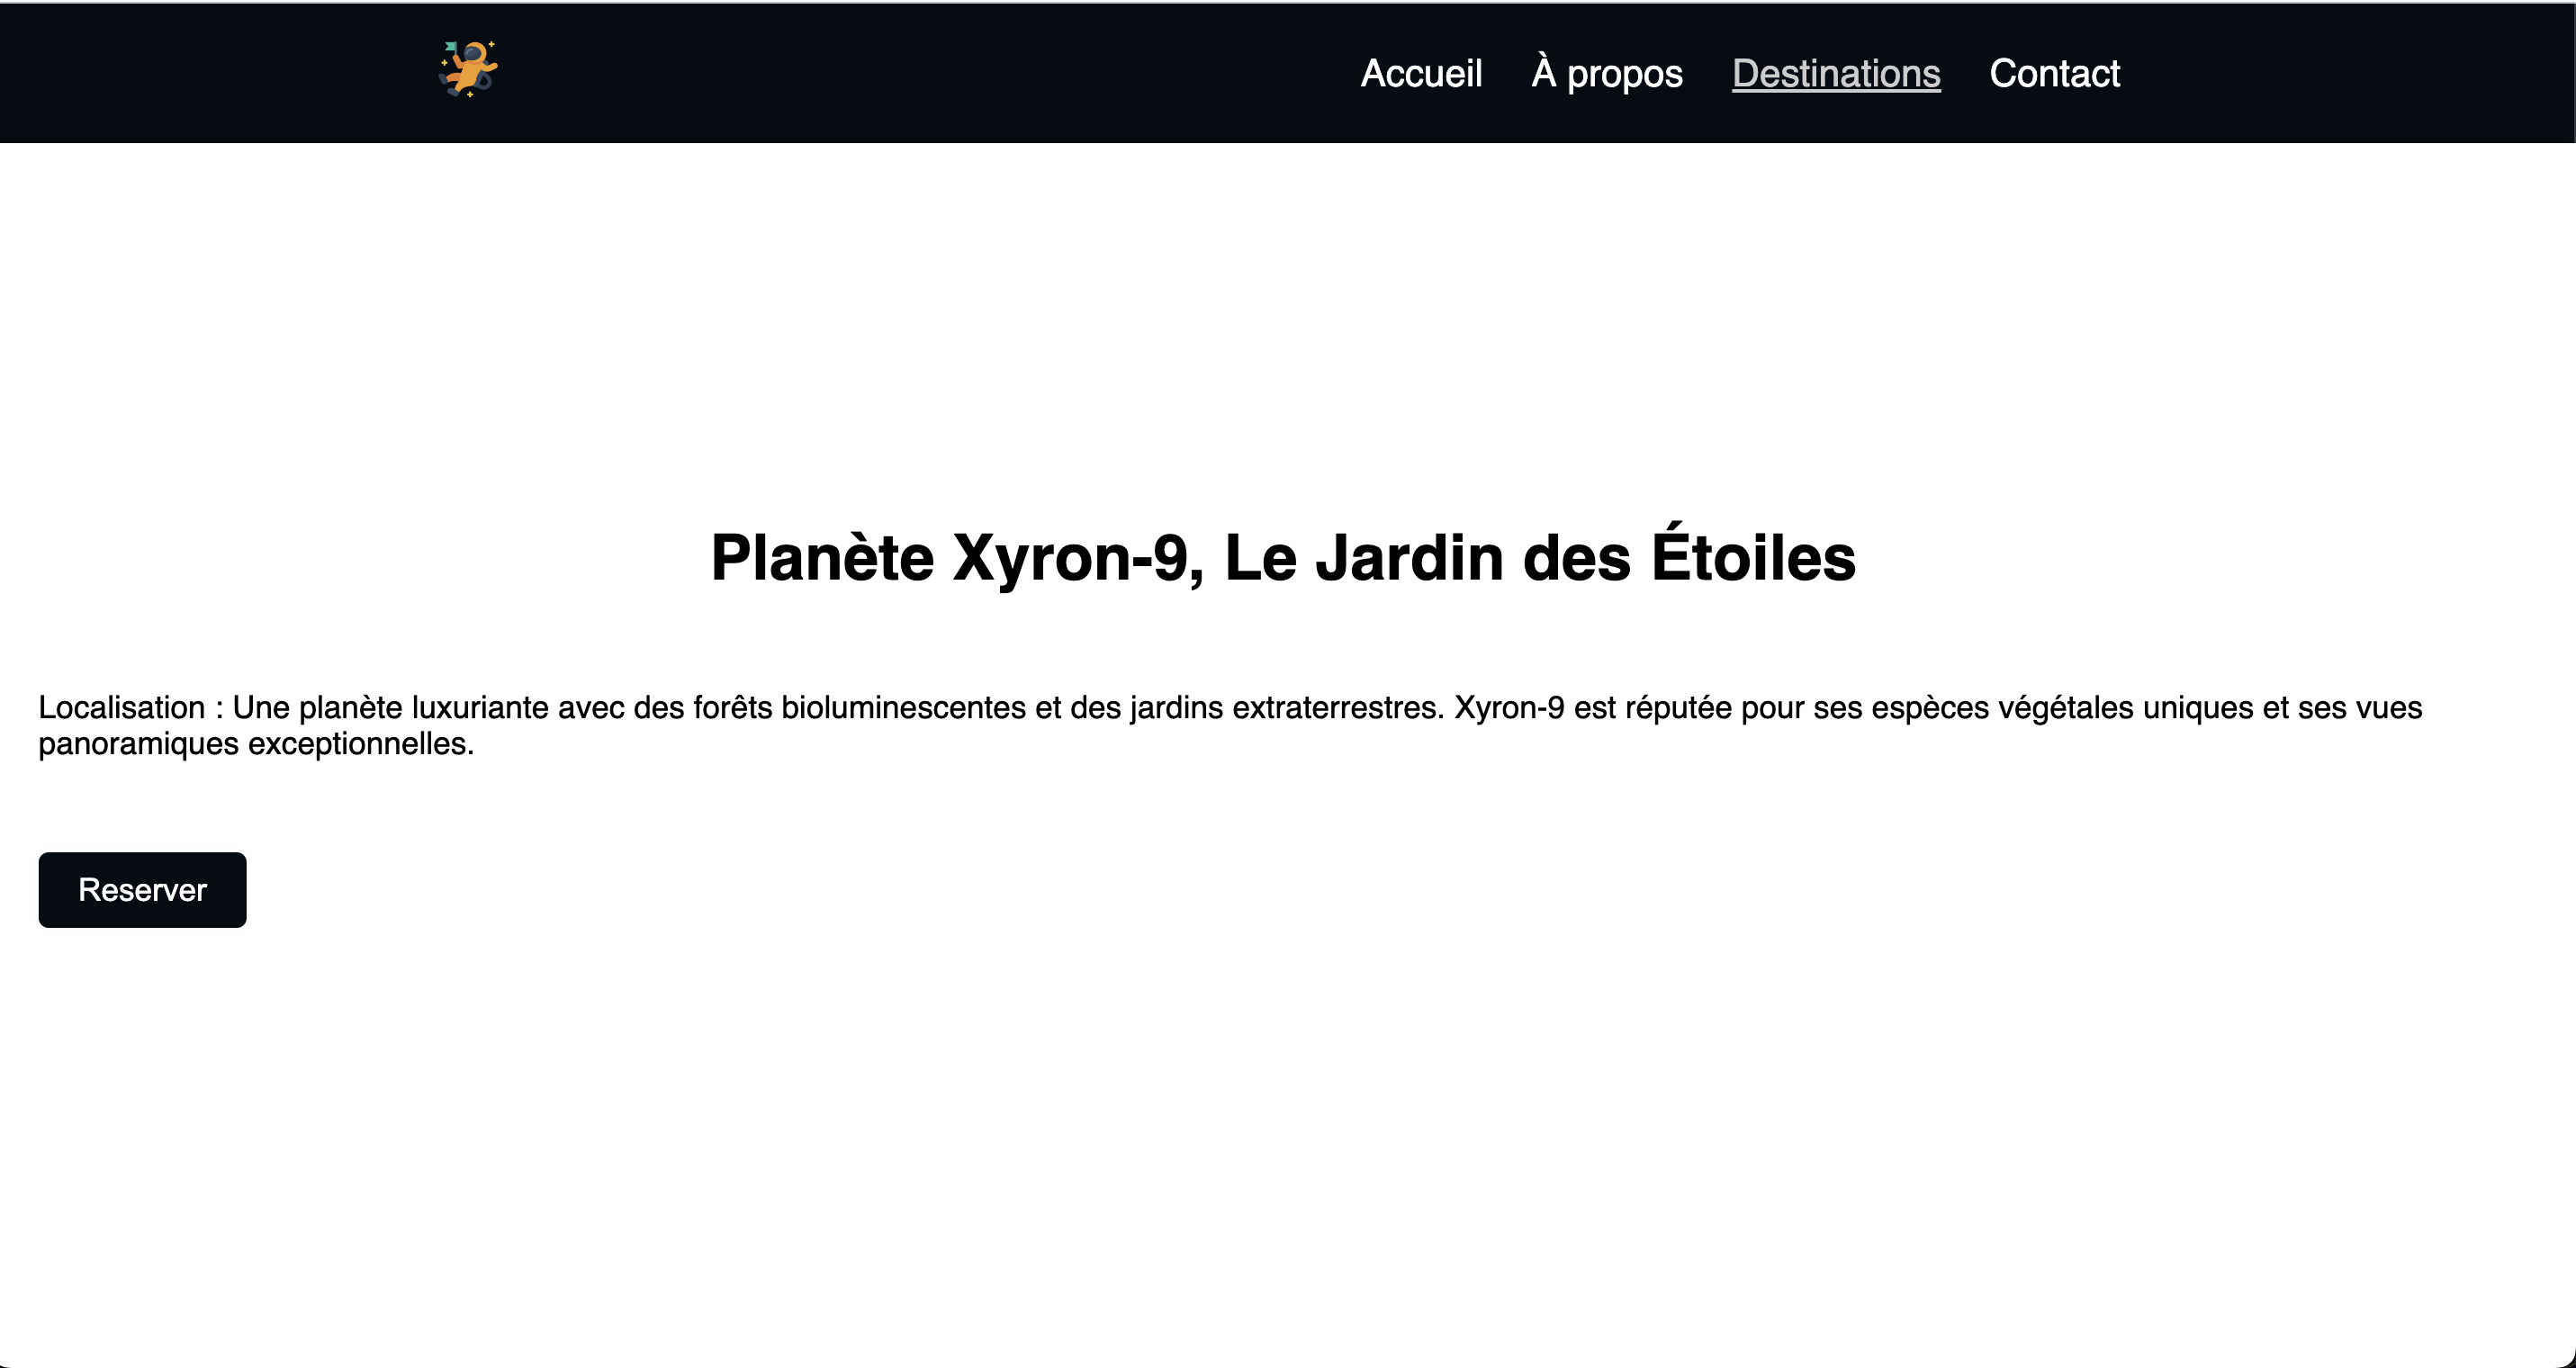 Accueil À propos Destinations Contact
Planète Xyron-9, Le Jardin des Étoiles
Localisation : Une planète luxuriante avec des forêts bioluminescentes et des jardins extraterrestres. Xyron-9 est réputée pour ses espèces végétales uniques et ses vues
panoramiques exceptionnelles.
Reserver